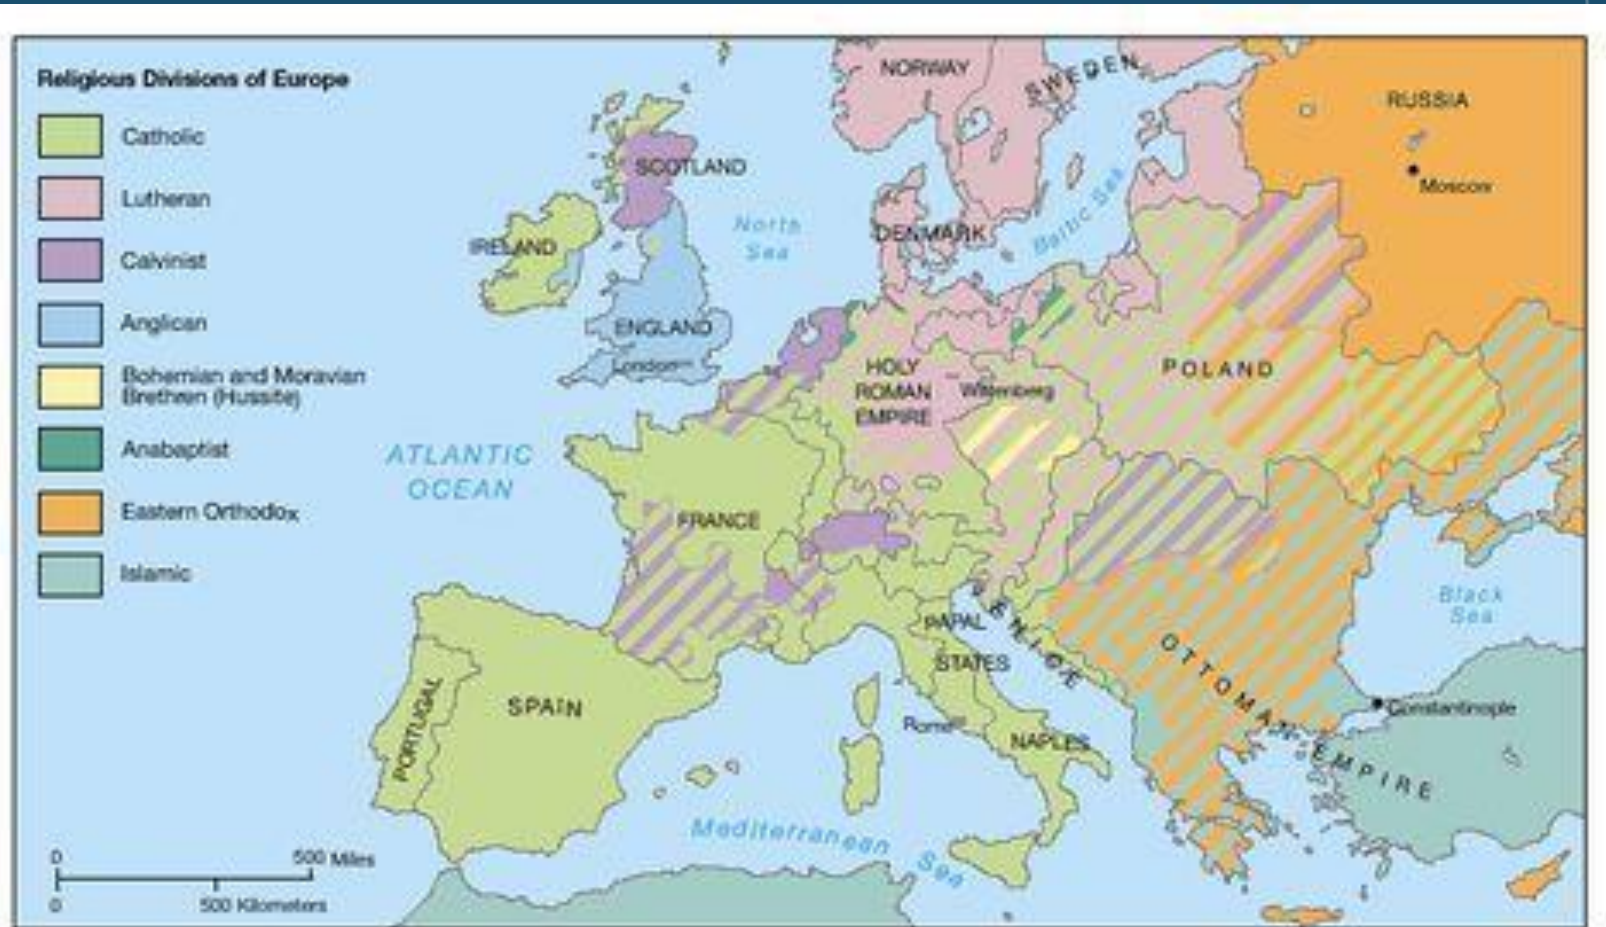 Religious Divisions of Europe
Catholic
Lutheran
Calvinist
Anglican
Bohemian and Moravian
Brethren (Hussite)
Anabaptist
Eastern Orthodox
Islamic
NORWAY
SWEDEN
RUSSIA
Moscow
SCOTLAND
North
Sea
IRELAND
DENMARK
Baltic Sea
ENGLAND
London
HOLY
ROMAN
EMPIRE
Wittenberg
POLAND
ATLANTIC
OCEAN
FRANCE
Black
Sea
VENICE
PAPAL
STATES
OTTOMAN EMPIRE
PORTUGAL
SPAIN
Rome
NAPLES
Constantinople
Mediterranean Sea
0 500 Miles
0 500 Kilometers